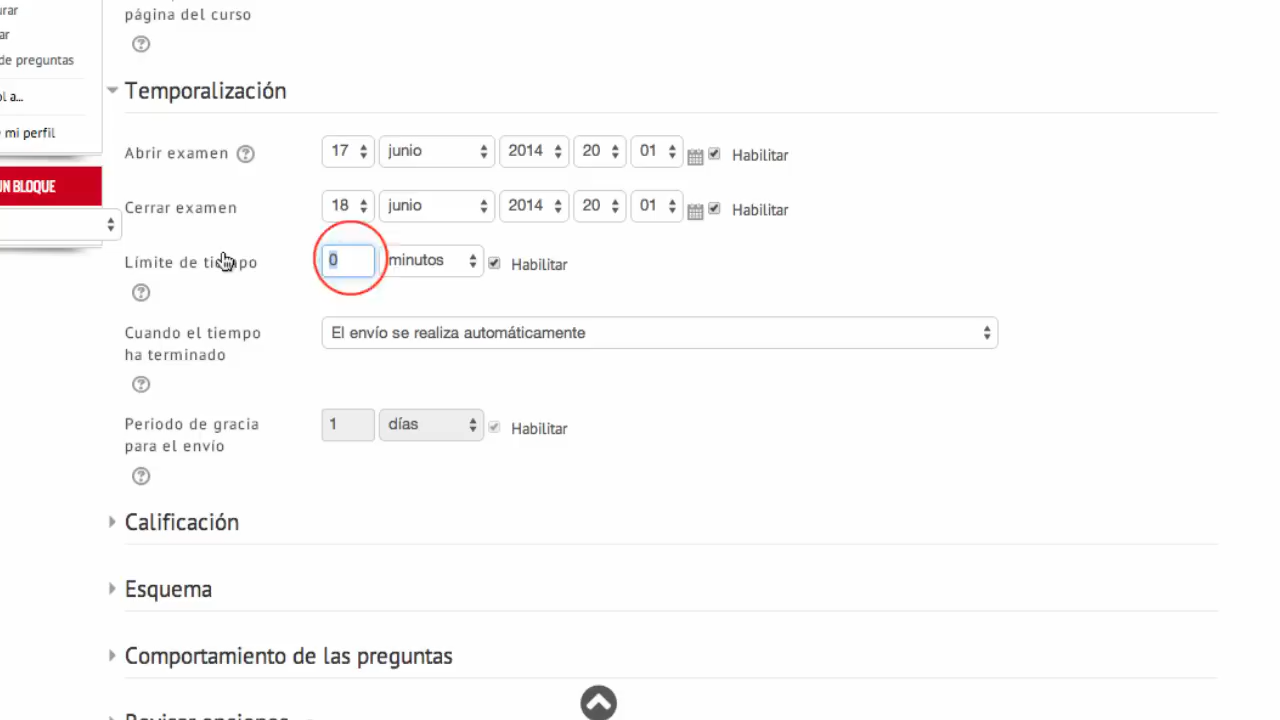 página del curso
de preguntas
mi perfil
UN BLOQUE
Temporalización
Abrir examen 17 junio 2014 20 01 Habilitar
Cerrar examen 18 junio 2014 20 01 Habilitar
Límite de tiempo 0 minutos Habilitar
Cuando el tiempo El envío se realiza automáticamente
ha terminado
Periodo de gracia 1 días Habilitar
para el envío
Calificación
Esquema
Comportamiento de las preguntas